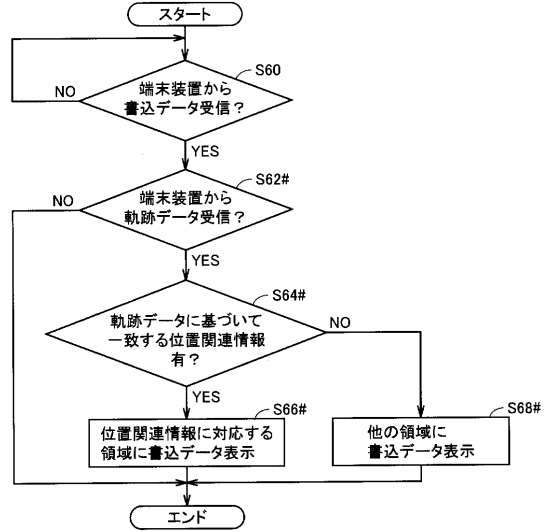 スタート
S60
端末装置から
書込データ受信？
NO
YES
S62#
端末装置から
軌跡データ受信？
NO
YES
S64#
軌跡データに基づいて
一致する位置関連情報
有？
NO
YES
S66#
位置関連情報に対応する
領域に書込データ表示
S68#
他の領域に
書込データ表示
エンド